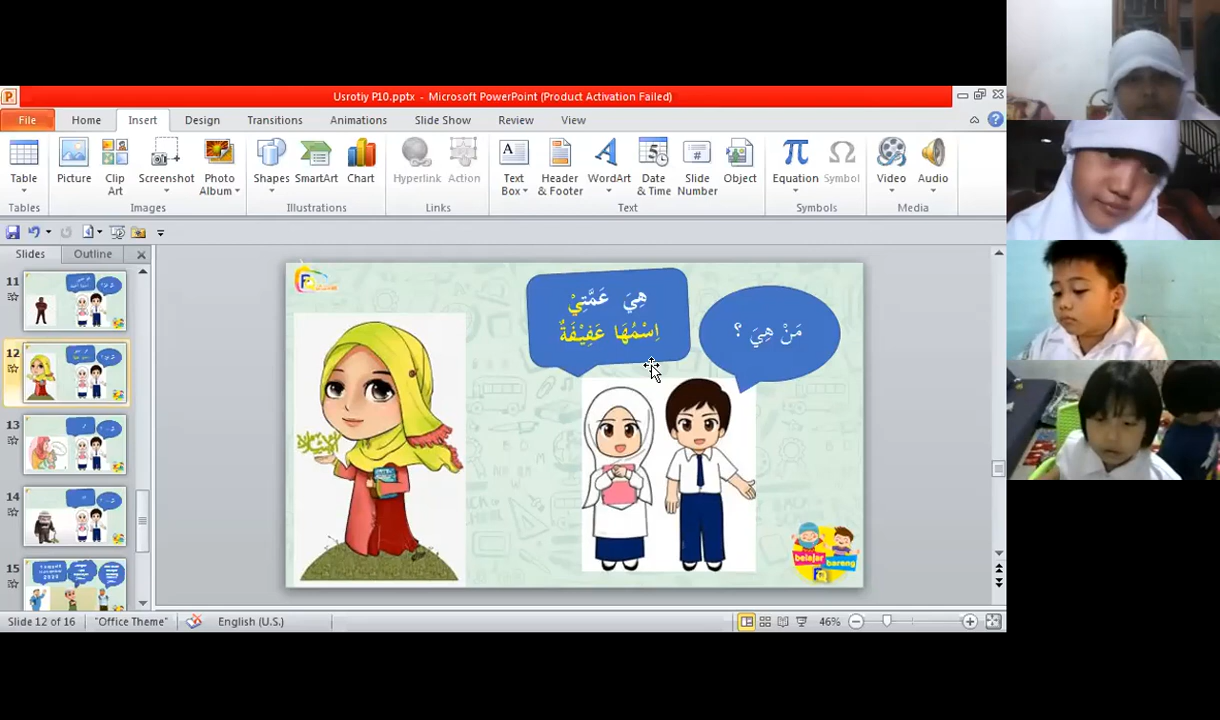 Usrotiy P10.pptx - Microsoft PowerPoint (Product Activation Failed)
File Home Insert Design Transitions Animations Slide Show Review View
Table Picture Clip Art Screenshot Photo Album Shapes SmartArt Chart Hyperlink Action Text Box Header & Footer WordArt Date & Time Slide Number Object Equation Symbol Video Audio
Tables Images Illustrations Links Text Symbols Media
Slides Outline
11
12
13
14
15
مَنْ هِيَ ؟
هِيَ عَمَّتِيْ
اِسْمُهَا عَفِيْفَةٌ
belajar
bareng
Slide 12 of 16 "Office Theme" English (U.S.) 46%